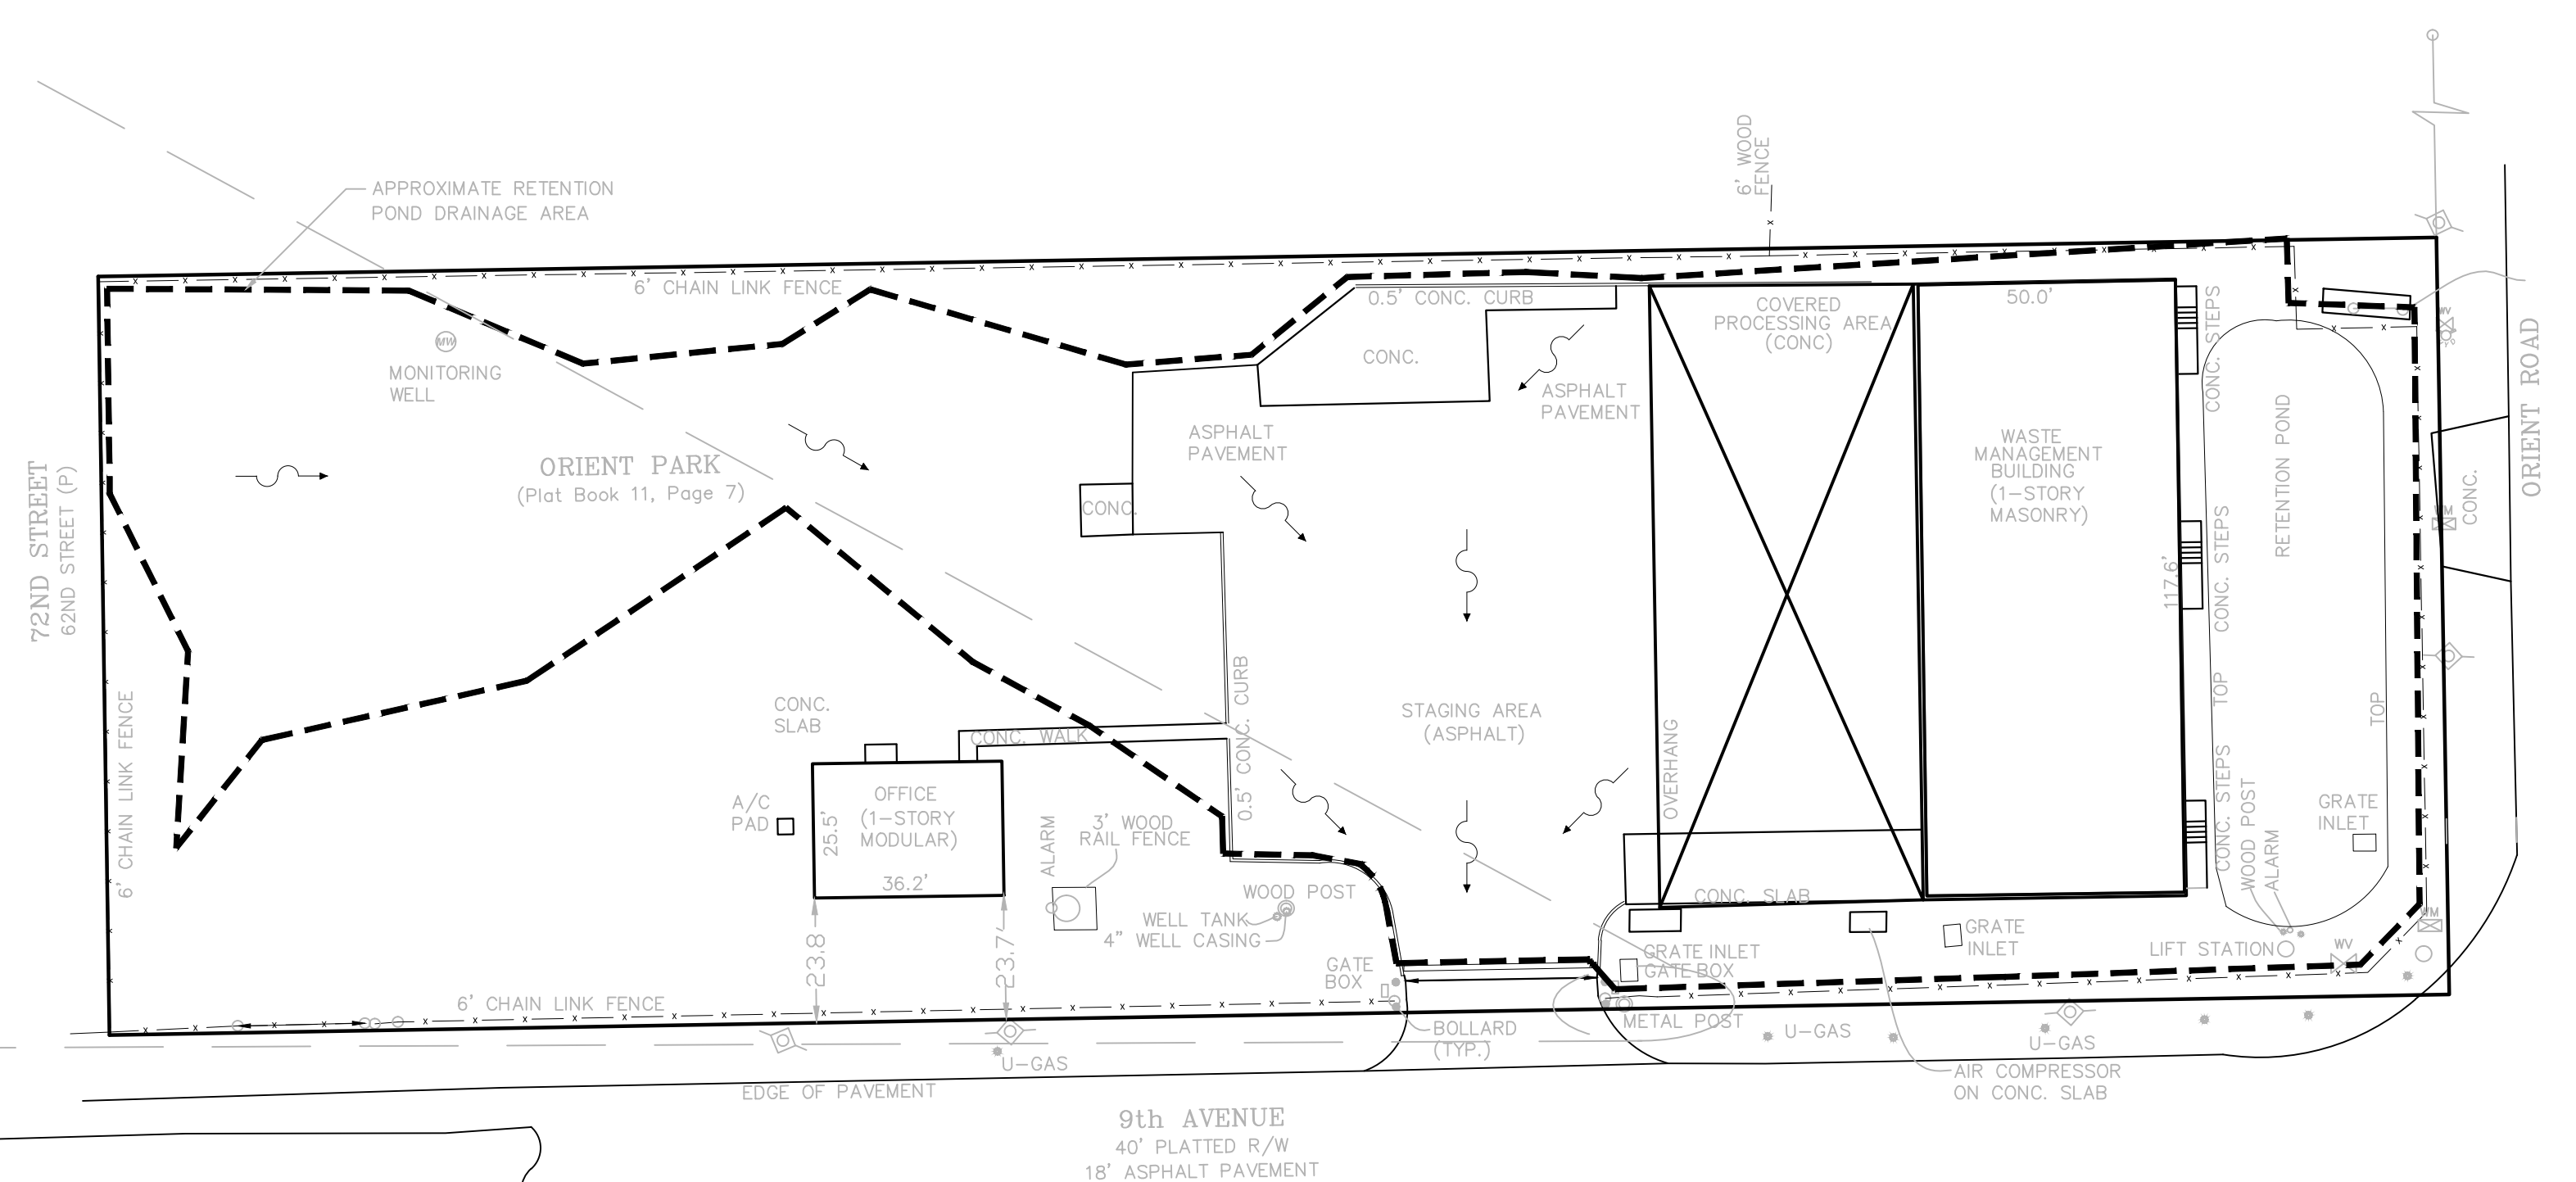 6' WOOD
FENCE
APPROXIMATE RETENTION
POND DRAINAGE AREA
6' CHAIN LINK FENCE
0.5' CONC. CURB
COVERED
PROCESSING AREA
(CONC)
50.0'
CONC. STEPS
WV
ORIENT ROAD
MW
MONITORING
WELL
CONC.
ASPHALT
PAVEMENT
ASPHALT
PAVEMENT
WASTE
MANAGEMENT
BUILDING
(1-STORY
MASONRY)
RETENTION POND
ORIENT PARK
(Plat Book 11, Page 7)
CONC.
CONC.
WM
72ND STREET
62ND STREET (P)
117.6'
CONC. STEPS
TOP
TOP
6' CHAIN LINK FENCE
CONC.
SLAB
CONC. WALK
0.5' CONC. CURB
STAGING AREA
(ASPHALT)
OVERHANG
CONC. STEPS
WOOD POST
ALARM
GRATE
INLET
A/C
PAD
OFFICE
(1-STORY
MODULAR)
25.5'
36.2'
ALARM
3' WOOD
RAIL FENCE
WOOD POST
WELL TANK
4" WELL CASING
CONC. SLAB
GRATE
INLET
WM
23.8
23.7'
GATE
BOX
GRATE INLET
GATE BOX
LIFT STATION
WV
6' CHAIN LINK FENCE
METAL POST
BOLLARD
(TYP.)
U-GAS
U-GAS
U-GAS
AIR COMPRESSOR
ON CONC. SLAB
EDGE OF PAVEMENT
9th AVENUE
40' PLATTED R/W
18' ASPHALT PAVEMENT